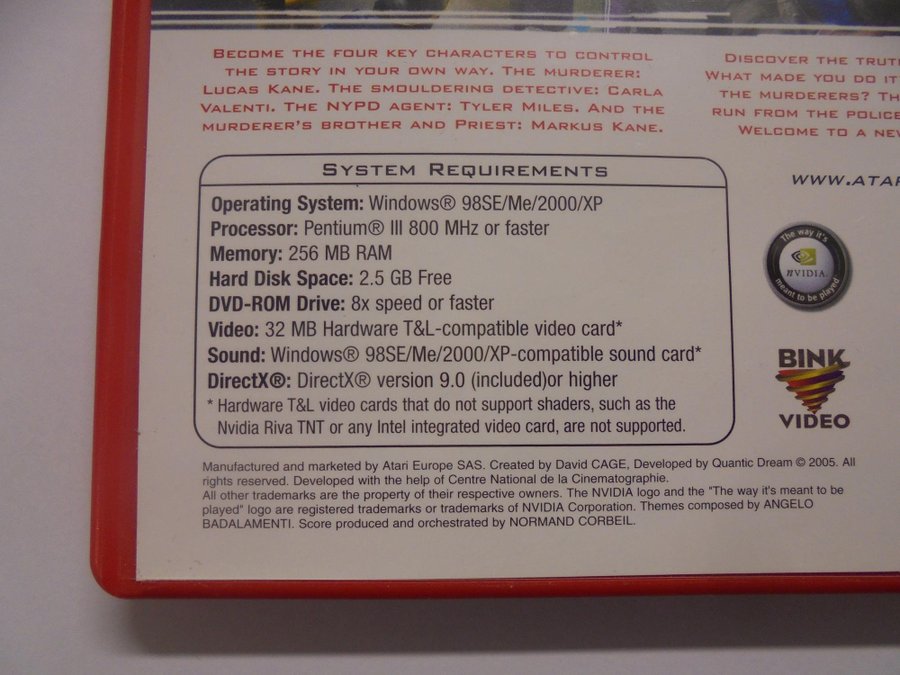 BECOME THE FOUR KEY CHARACTERS TO CONTROL
THE STORY IN YOUR OWN WAY. THE MURDERER:
LUCAS KANE. THE SMOULDERING DETECTIVE: CARLA
VALENTI. THE NYPD AGENT: TYLER MILES. AND THE
MURDERER'S BROTHER AND PRIEST: MARKUS KANE.
DISCOVER THE TRUT
WHAT MADE YOU DO IT
THE MURDERERS? TH
RUN FROM THE POLICE
WELCOME TO A NE
SYSTEM REQUIREMENTS
Operating System: Windows® 98SE/Me/2000/XP
Processor: Pentium® III 800 MHz or faster
Memory: 256 MB RAM
Hard Disk Space: 2.5 GB Free
DVD-ROM Drive: 8x speed or faster
Video: 32 MB Hardware T&L-compatible video card*
Sound: Windows® 98SE/Me/2000/XP-compatible sound card*
DirectX®: DirectX® version 9.0 (included)or higher
* Hardware T&L video cards that do not support shaders, such as the
Nvidia Riva TNT or any Intel integrated video card, are not supported.
WWW.ATAR
The way it's
nVIDIA.
meant to be played
BINK
VIDEO
Manufactured and marketed by Atari Europe SAS. Created by David CAGE, Developed by Quantic Dream © 2005. All
rights reserved. Developed with the help of Centre National de la Cinematographie.
All other trademarks are the property of their respective owners. The NVIDIA logo and the "The way it's meant to be
played" logo are registered trademarks or trademarks of NVIDIA Corporation. Themes composed by ANGELO
BADALAMENTI. Score produced and orchestrated by NORMAND CORBEIL.